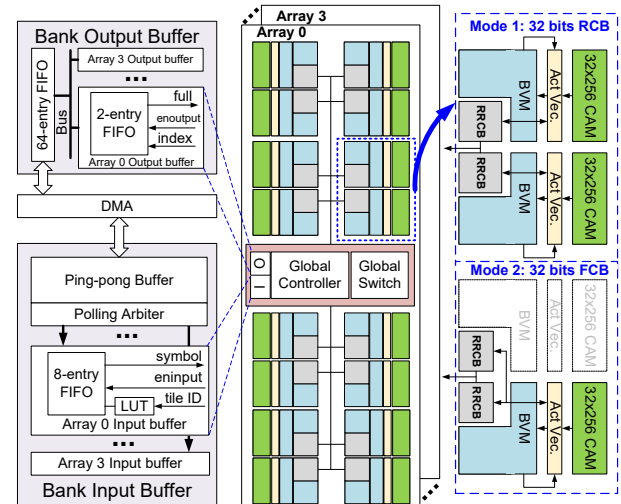 Bank Output Buffer
64-entry FIFO
Bus
Array 3 Output buffer
...
2-entry
FIFO
full
enoutput
index
Array 0 Output buffer
DMA
Ping-pong Buffer
Polling Arbiter
...
8-entry
FIFO
symbol
eninput
tile ID
LUT
Array 0 Input buffer
...
Array 3 Input buffer
Bank Input Buffer
Array 3
Array 0
O
I
Global
Controller
Global
Switch
Mode 1: 32 bits RCB
BVM
Act Vec.
32x256 CAM
RRCB
RRCB
BVM
Act Vec.
32x256 CAM
Mode 2: 32 bits FCB
BVM
Act Vec.
32x256 CAM
RRCB
RRCB
BVM
Act Vec.
32x256 CAM